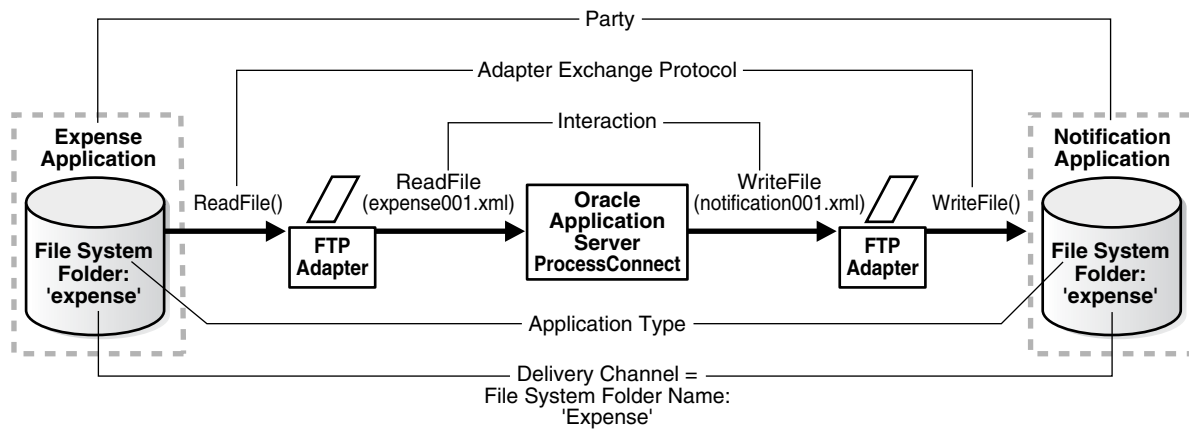 Party
Adapter Exchange Protocol
Interaction
Expense
Application
Notification
Application
ReadFile()
ReadFile
(expense001.xml)
Oracle
Application
Server
ProcessConnect
WriteFile
(notification001.xml)
WriteFile()
FTP
Adapter
FTP
Adapter
File System
Folder:
'expense'
File System
Folder:
'expense'
Application Type
Delivery Channel =
File System Folder Name:
'Expense'